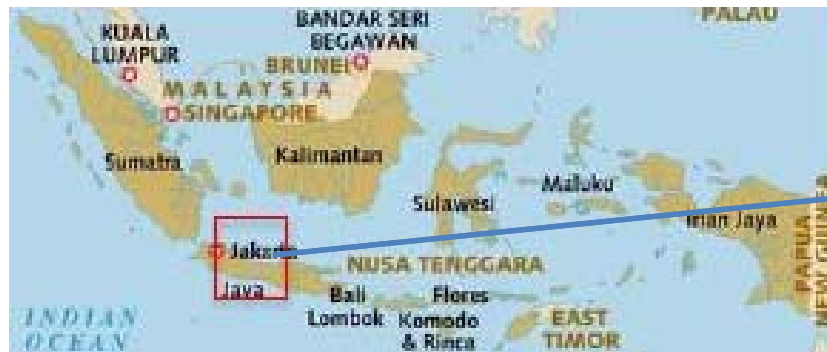 PALAU
BANDAR SERI
BEGAWAN
KUALA
LUMPUR
BRUNEI
MALAYSIA
SINGAPORE
Sumatra
Kalimantan
Sulawesi
Maluku
Irian Jaya
PAPUA
NEW GUINEA
Jakarta
NUSA TENGGARA
Java
Bali
Flores
Lombok
Komodo
& Rinca
EAST
TIMOR
INDIAN
OCEAN